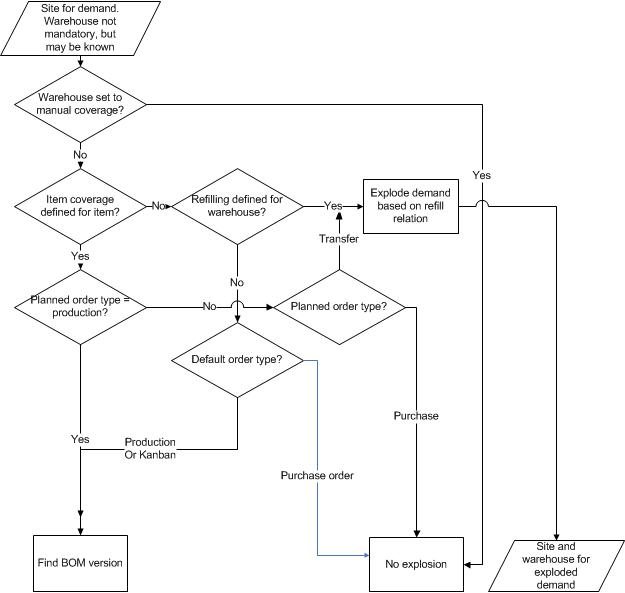 Site for demand.
Warehouse not
mandatory, but
may be known
Warehouse set to
manual coverage?
No
Yes
Item coverage
defined for item?
No
Refilling defined for
warehouse?
Yes
Explode demand
based on refill
relation
Transfer
Yes
No
Planned order type =
production?
No
Planned order type?
Default order type?
Purchase
Yes
Production
Or Kanban
Purchase order
Find BOM version
No explosion
Site and
warehouse for
exploded
demand